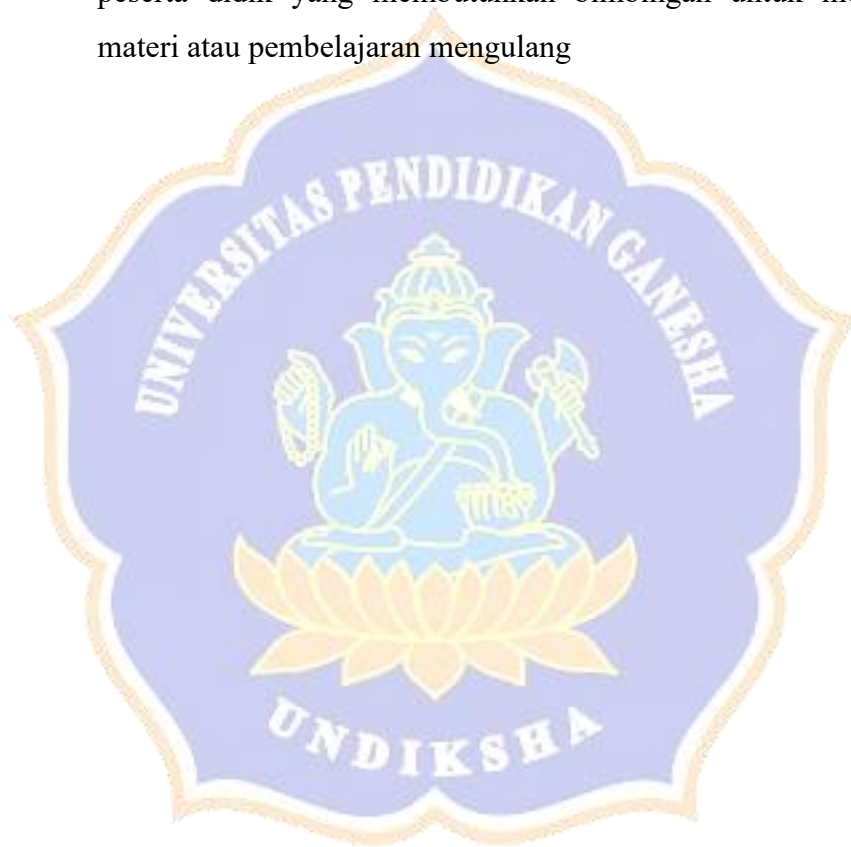 peserta didik yang membutuhkan bimbingan untuk
materi atau pembelajaran mengulang
UNIVERSITAS PENDIDIKAN GANESHA
UNDIKSHA